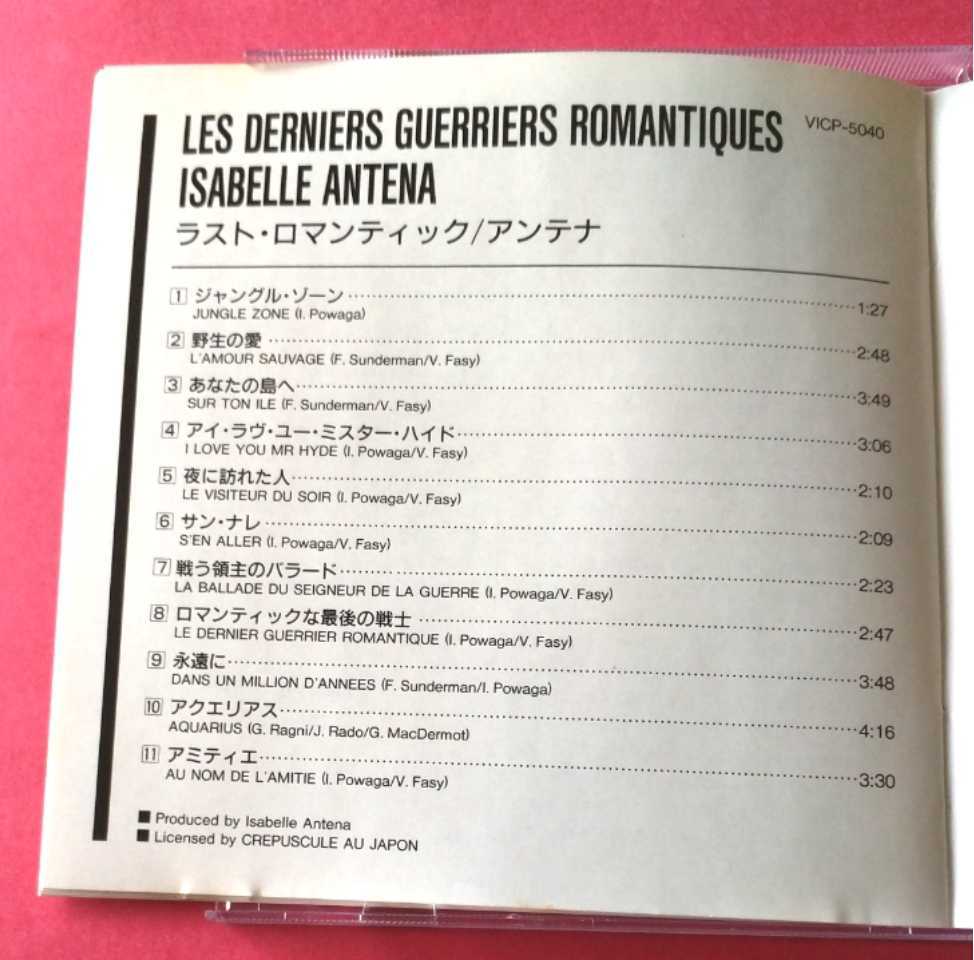 LES DERNIERS GUERRIERS ROMANTIQUES VICP-5040
ISABELLE ANTENA
ラスト・ロマンティック/アンテナ
1 ジャングル・ゾーン…1:27
JUNGLE ZONE (I. Powaga)
2 野生の愛…2:48
L'AMOUR SAUVAGE (F. Sunderman/V. Fasy)
3 あなたの島へ…3:49
SUR TON ILE (F. Sunderman/V. Fasy)
4 アイ・ラヴ・ユー・ミスター・ハイド…3:06
I LOVE YOU MR HYDE (I. Powaga/V. Fasy)
5 夜に訪れた人…2:10
LE VISITEUR DU SOIR (I. Powaga/V. Fasy)
6 サン・ナレ…2:09
S'EN ALLER (I. Powaga/V. Fasy)
7 戦う領主のバラード…2:23
LA BALLADE DU SEIGNEUR DE LA GUERRE (I. Powaga/V. Fasy)
8 ロマンティックな最後の戦士…2:47
LE DERNIER GUERRIER ROMANTIQUE (I. Powaga/V. Fasy)
9 永遠に…3:48
DANS UN MILLION D'ANNEES (F. Sunderman/I. Powaga)
10 アクエリアス…4:16
AQUARIUS (G. Ragni/J. Rado/G. MacDermot)
11 アミティエ…3:30
AU NOM DE L'AMITIE (I. Powaga/V. Fasy)
■ Produced by Isabelle Antena
■ Licensed by CREPUSCULE AU JAPON